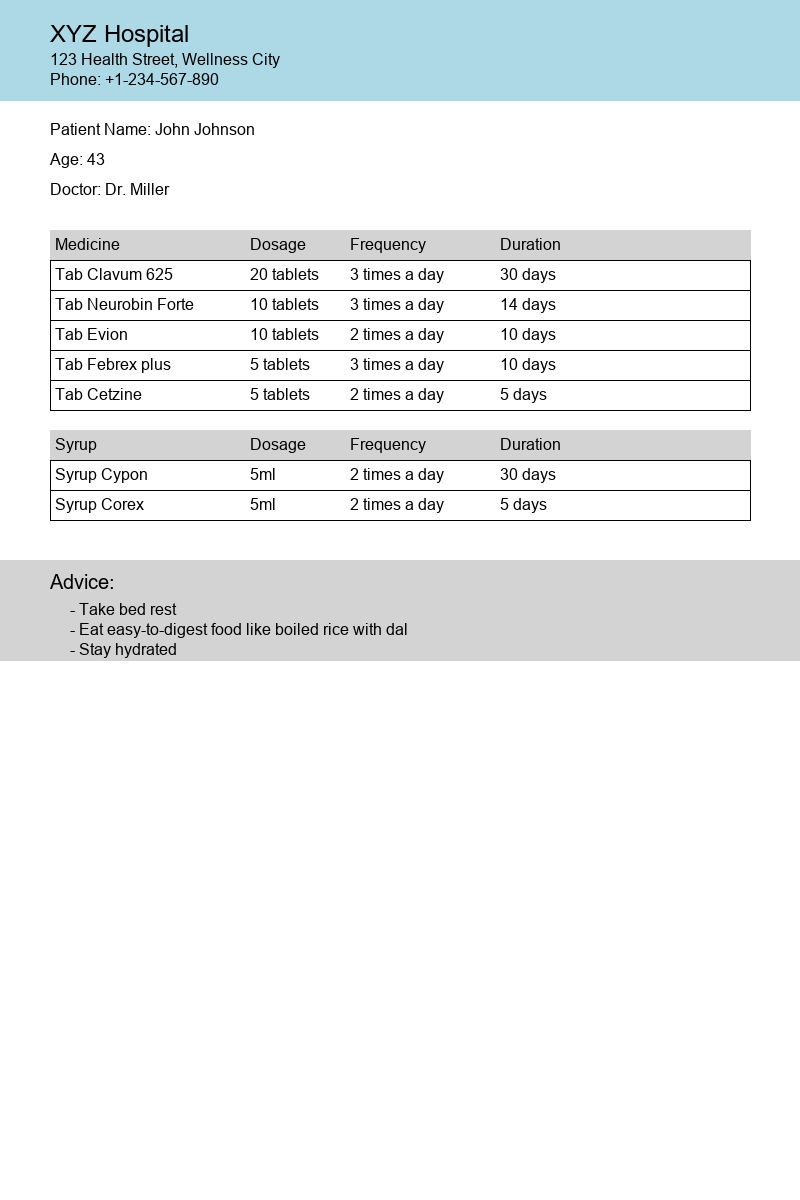 XYZ Hospital
123 Health Street, Wellness City
Phone: +1-234-567-890
Patient Name: John Johnson
Age: 43
Doctor: Dr. Miller
Medicine Dosage Frequency Duration
Tab Clavum 625 20 tablets 3 times a day 30 days
Tab Neurobin Forte 10 tablets 3 times a day 14 days
Tab Evion 10 tablets 2 times a day 10 days
Tab Febrex plus 5 tablets 3 times a day 10 days
Tab Cetzine 5 tablets 2 times a day 5 days
Syrup Dosage Frequency Duration
Syrup Cypon 5ml 2 times a day 30 days
Syrup Corex 5ml 2 times a day 5 days
Advice:
- Take bed rest
- Eat easy-to-digest food like boiled rice with dal
- Stay hydrated